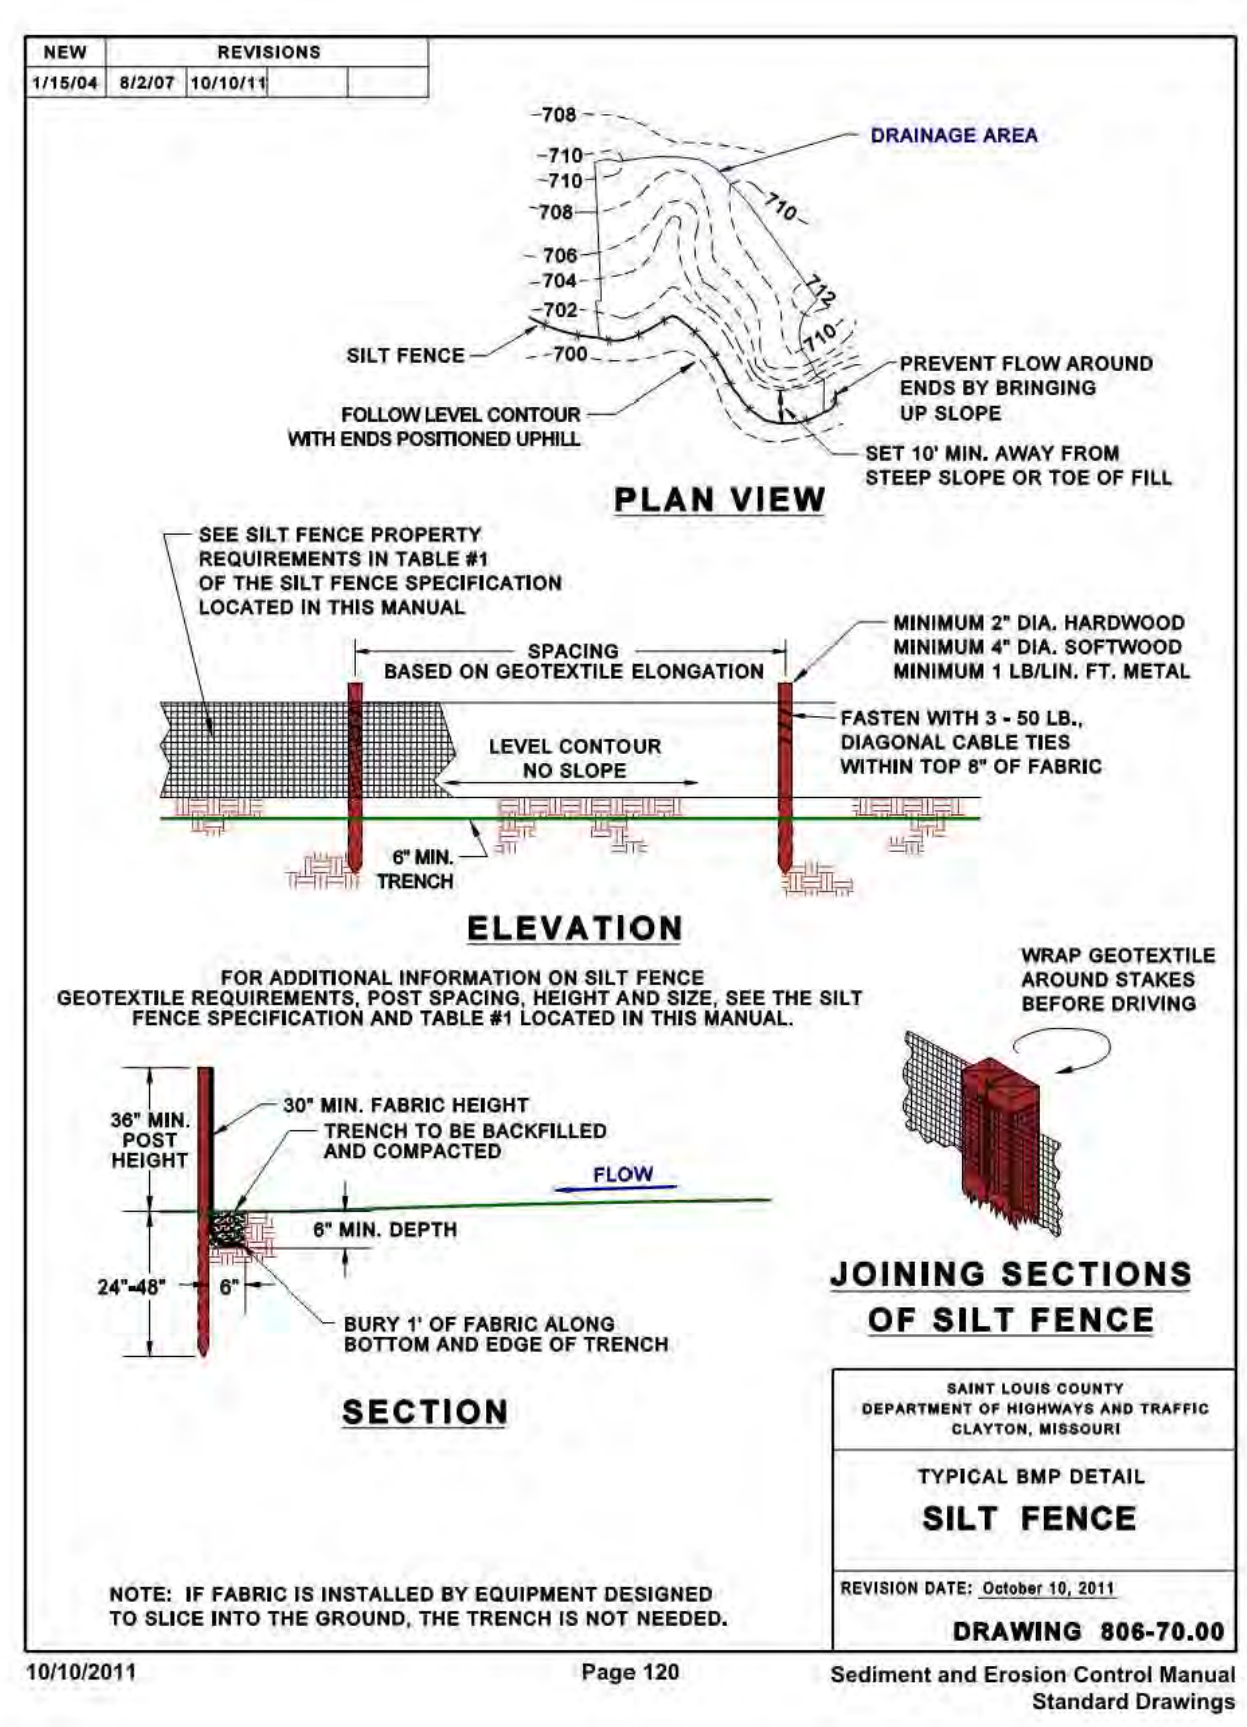 NEW REVISIONS
1/15/04 8/2/07 10/10/11
-708
-710-
-710-
-708-
-706-
-704-
-702-
-700
710-
712
710-
DRAINAGE AREA
SILT FENCE
FOLLOW LEVEL CONTOUR
WITH ENDS POSITIONED UPHILL
PREVENT FLOW AROUND
ENDS BY BRINGING
UP SLOPE
SET 10' MIN. AWAY FROM
STEEP SLOPE OR TOE OF FILL
PLAN VIEW
SEE SILT FENCE PROPERTY
REQUIREMENTS IN TABLE #1
OF THE SILT FENCE SPECIFICATION
LOCATED IN THIS MANUAL
SPACING
BASED ON GEOTEXTILE ELONGATION
MINIMUM 2" DIA. HARDWOOD
MINIMUM 4" DIA. SOFTWOOD
MINIMUM 1 LB/LIN. FT. METAL
FASTEN WITH 3 - 50 LB.,
DIAGONAL CABLE TIES
WITHIN TOP 8" OF FABRIC
LEVEL CONTOUR
NO SLOPE
6" MIN.
TRENCH
ELEVATION
FOR ADDITIONAL INFORMATION ON SILT FENCE
GEOTEXTILE REQUIREMENTS, POST SPACING, HEIGHT AND SIZE, SEE THE SILT
FENCE SPECIFICATION AND TABLE #1 LOCATED IN THIS MANUAL.
WRAP GEOTEXTILE
AROUND STAKES
BEFORE DRIVING
36" MIN.
POST
HEIGHT
30" MIN. FABRIC HEIGHT
TRENCH TO BE BACKFILLED
AND COMPACTED
FLOW
6" MIN. DEPTH
24"-48"
6"
BURY 1' OF FABRIC ALONG
BOTTOM AND EDGE OF TRENCH
SECTION
JOINING SECTIONS
OF SILT FENCE
SAINT LOUIS COUNTY
DEPARTMENT OF HIGHWAYS AND TRAFFIC
CLAYTON, MISSOURI
TYPICAL BMP DETAIL
SILT FENCE
REVISION DATE: October 10, 2011
DRAWING 806-70.00
NOTE: IF FABRIC IS INSTALLED BY EQUIPMENT DESIGNED
TO SLICE INTO THE GROUND, THE TRENCH IS NOT NEEDED.
10/10/2011
Page 120
Sediment and Erosion Control Manual
Standard Drawings